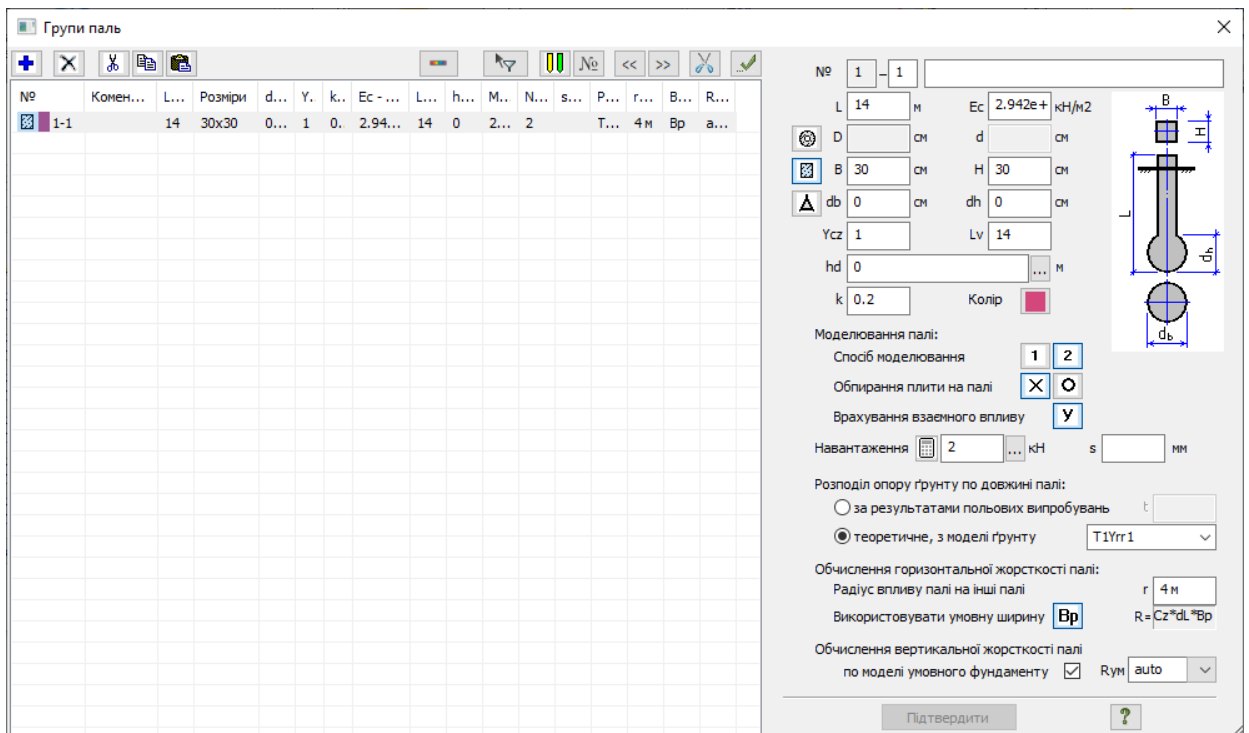 Групи паль
№ << >>
№ Комен... L... Розміри d... Y.. k.. Ec - ... L... h... M... N... s... P... r... B... R...
1-1 14 30x30 0... 1 0.. 2.94... 14 0 2... 2 T... 4 м Bp a...
№ 1 – 1
L 14 м Ec 2.942e+ кН/м2
D см d см
B 30 см H 30 см
db 0 см dh 0 см
Ycz 1 Lv 14
hd 0 ... м
k 0.2 Колір
B
H
L
dh
db
Моделювання палі:
Спосіб моделювання 1 2
Обпирання плити на палі
Врахування взаємного впливу У
Навантаження 2 ... кН s мм
Розподіл опору ґрунту по довжині палі:
за результатами польових випробувань t
теоретичне, з моделі ґрунту T1Yrr1
Обчислення горизонтальної жорсткості палі:
Радіус впливу палі на інші палі r 4 м
Використовувати умовну ширину Bp R= Cz*dL*Bp
Обчислення вертикальної жорсткості палі
по моделі умовного фундаменту Rум auto
Підтвердити ?